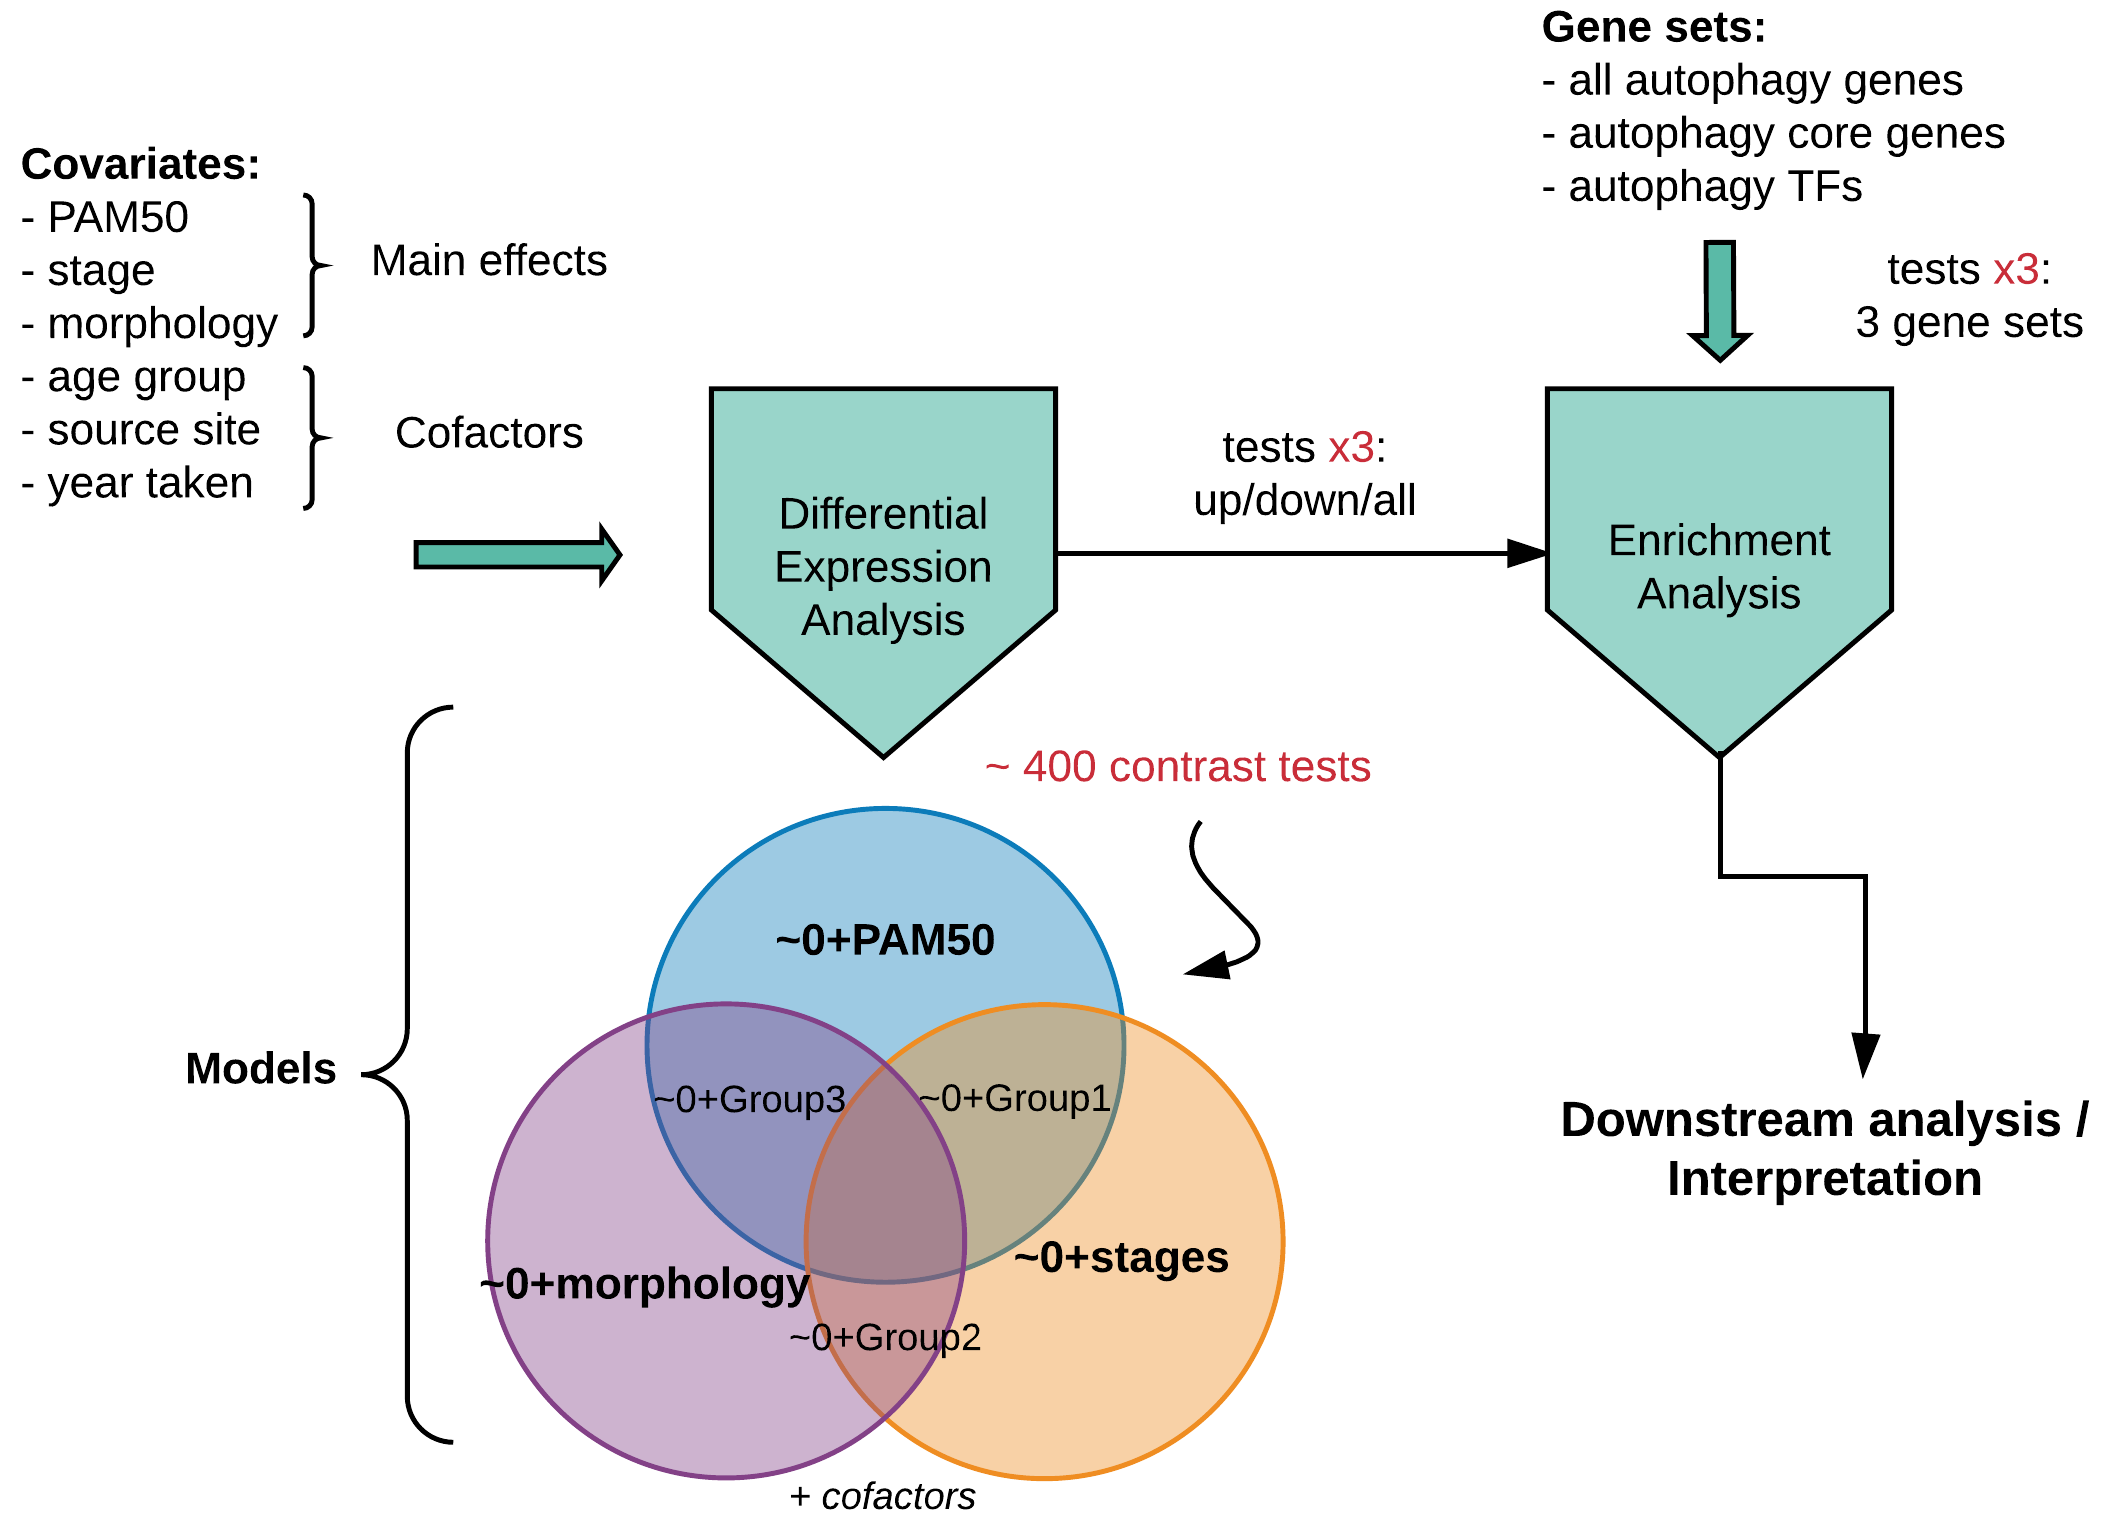 Gene sets:
- all autophagy genes
- autophagy core genes
- autophagy TFs
Covariates:
- PAM50
- stage
- morphology
- age group
- source site
- year taken
Main effects
Cofactors
tests x3:
3 gene sets
Differential
Expression
Analysis
tests x3:
up/down/all
Enrichment
Analysis
~ 400 contrast tests
Models
~0+PAM50
~0+Group3
~0+Group1
~0+morphology
~0+stages
~0+Group2
+ cofactors
Downstream analysis /
Interpretation